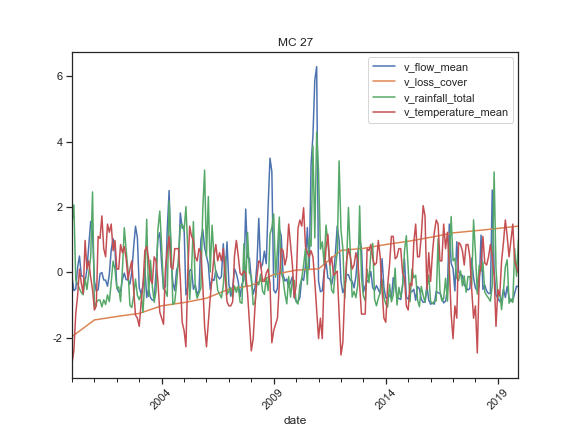 MC 27
v_flow_mean
v_loss_cover
v_rainfall_total
v_temperature_mean
6
4
2
0
-2
2004
2009
2014
2019
date